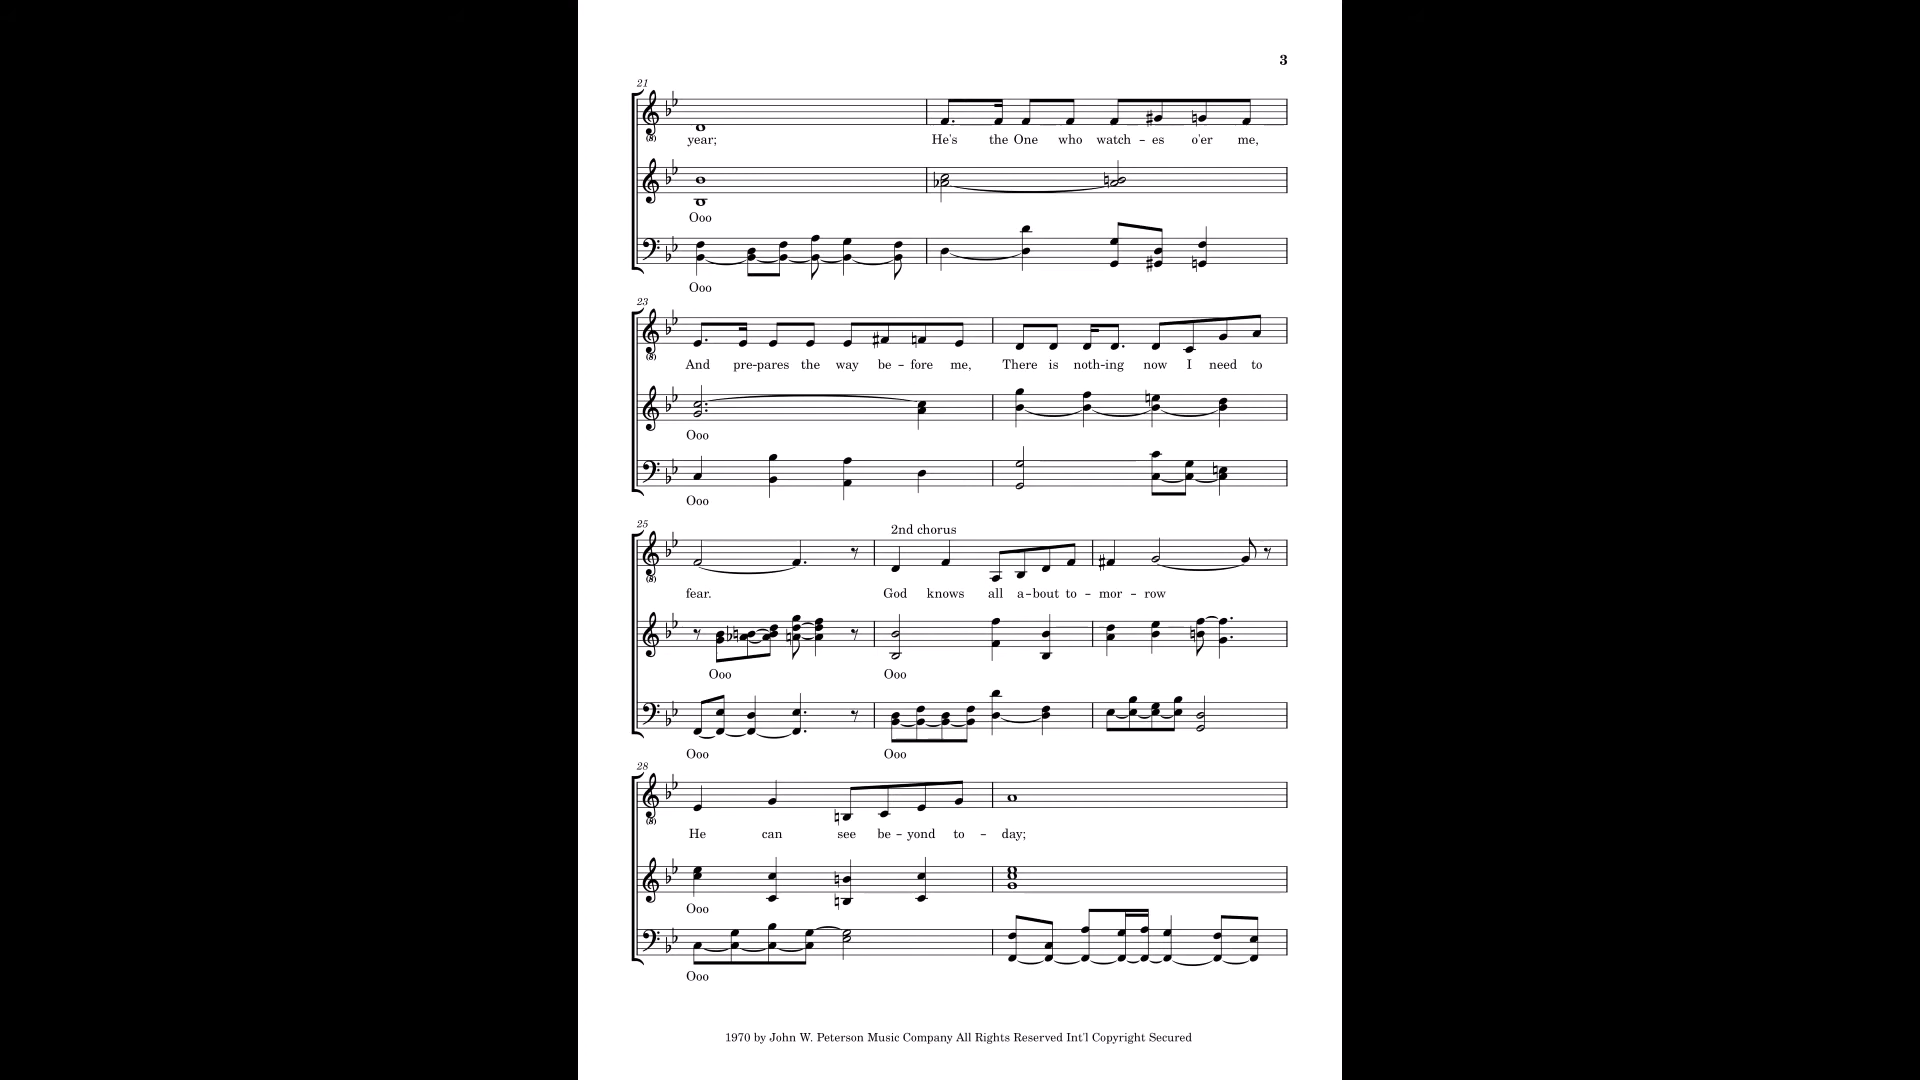 3
21
year; He's the One who watch – es o'er me,
Ooo
Ooo
23
And pre-pares the way be – fore me, There is noth-ing now I need to
Ooo
Ooo
25
2nd chorus
fear. God knows all a–bout to – mor – row
Ooo Ooo
Ooo Ooo
28
He can see be – yond to – day;
Ooo
Ooo
1970 by John W. Peterson Music Company All Rights Reserved Int'l Copyright Secured